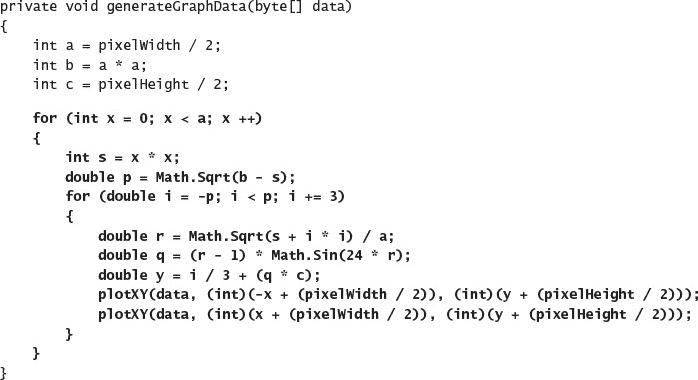 private void generateGraphData(byte[] data)
{
int a = pixelWidth / 2;
int b = a * a;
int c = pixelHeight / 2;
for (int x = 0; x < a; x ++)
{
int s = x * x;
double p = Math.Sqrt(b - s);
for (double i = -p; i < p; i += 3)
{
double r = Math.Sqrt(s + i * i) / a;
double q = (r - 1) * Math.Sin(24 * r);
double y = i / 3 + (q * c);
plotXY(data, (int)(-x + (pixelWidth / 2)), (int)(y + (pixelHeight / 2)));
plotXY(data, (int)(x + (pixelWidth / 2)), (int)(y + (pixelHeight / 2)));
}
}
}